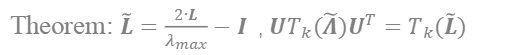 Theorem: L̃ = 2·L / λ_max − I , UT_k(Λ̃)U^T = T_k(L̃)